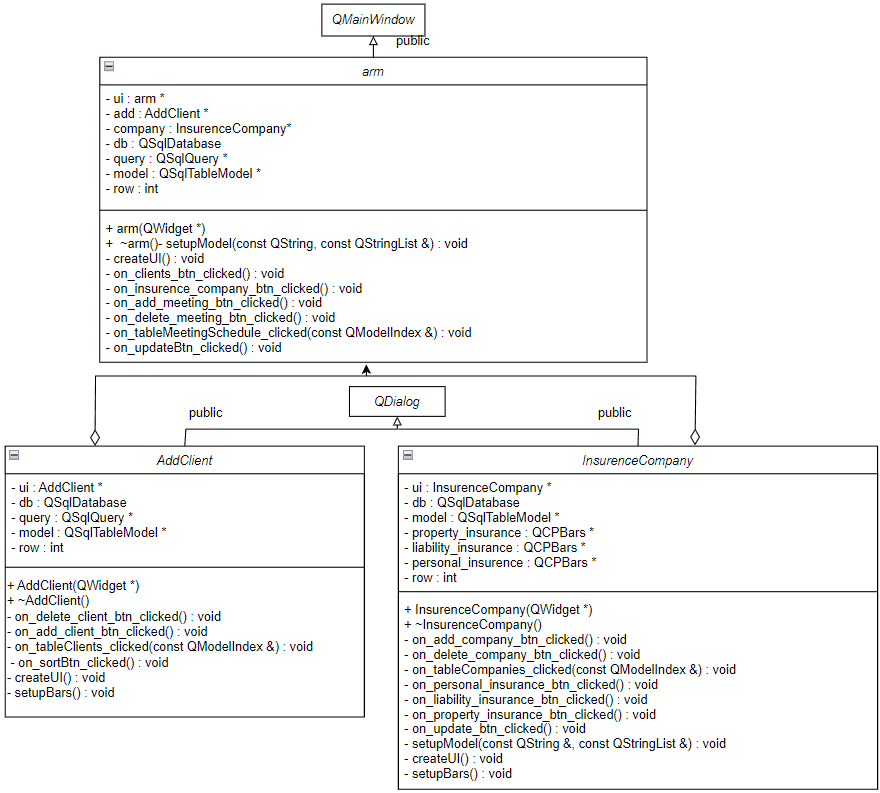 QMainWindow
public
arm
- ui : arm *
- add : AddClient *
- company : InsurenceCompany*
- db : QSqlDatabase
- query : QSqlQuery *
- model : QSqlTableModel *
- row : int
+ arm(QWidget *)
+ ~arm()- setupModel(const QString, const QStringList &) : void
- createUI() : void
- on_clients_btn_clicked() : void
- on_insurence_company_btn_clicked() : void
- on_add_meeting_btn_clicked() : void
- on_delete_meeting_btn_clicked() : void
- on_tableMeetingSchedule_clicked(const QModelIndex &) : void
- on_updateBtn_clicked() : void
QDialog
public
public
AddClient
- ui : AddClient *
- db : QSqlDatabase
- query : QSqlQuery *
- model : QSqlTableModel *
- row : int
+ AddClient(QWidget *)
+ ~AddClient()
- on_delete_client_btn_clicked() : void
- on_add_client_btn_clicked() : void
- on_tableClients_clicked(const QModelIndex &) : void
- on_sortBtn_clicked() : void
- createUI() : void
- setupBars() : void
InsurenceCompany
- ui : InsurenceCompany *
- db : QSqlDatabase
- model : QSqlTableModel *
- property_insurance : QCPBars *
- liability_insurance : QCPBars *
- personal_insurence : QCPBars *
- row : int
+ InsurenceCompany(QWidget *)
+ ~InsurenceCompany()
- on_add_company_btn_clicked() : void
- on_delete_company_btn_clicked() : void
- on_tableCompanies_clicked(const QModelIndex &) : void
- on_personal_insurance_btn_clicked() : void
- on_liability_insurance_btn_clicked() : void
- on_property_insurance_btn_clicked() : void
- on_update_btn_clicked() : void
- setupModel(const QString &, const QStringList &) : void
- createUI() : void
- setupBars() : void